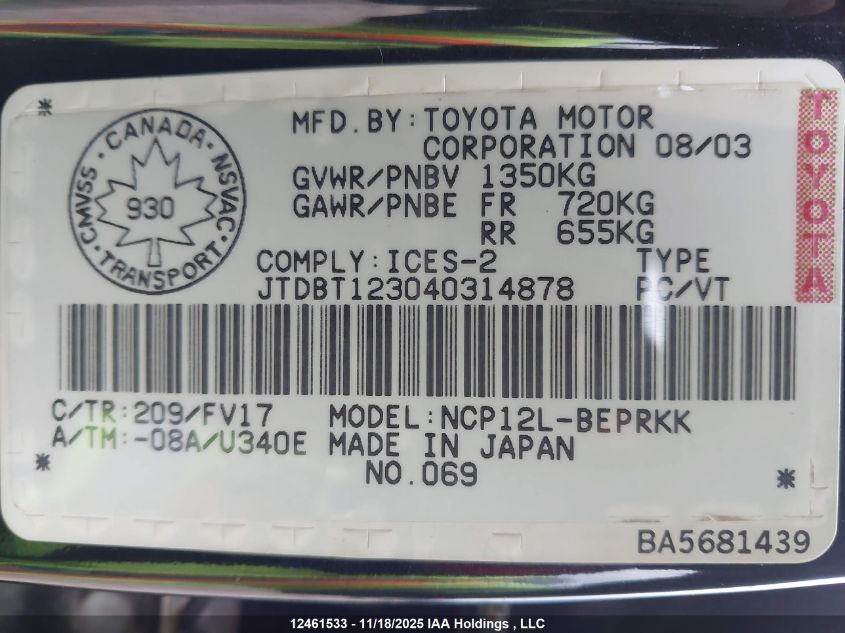 CMVSS · CANADA · NSVAC · TRANSPORT ·
930
MFD.BY:TOYOTA MOTOR
CORPORATION 08/03
GVWR/PNBV 1350KG
GAWR/PNBE FR 720KG
RR 655KG
COMPLY:ICES-2 TYPE
JTDBT123040314878 PC/VT
C/TR:209/FV17 MODEL:NCP12L-BEPRKK
A/TM:-08A/U340E MADE IN JAPAN
NO.069
TOYOTA
BA5681439
12461533 - 11/18/2025 IAA Holdings , LLC